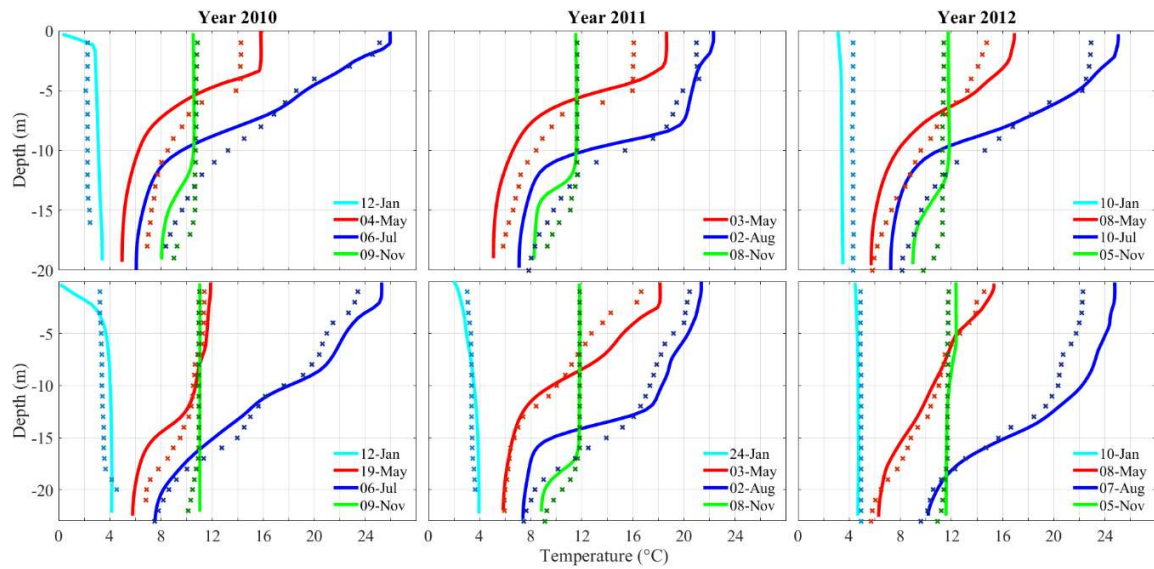 Year 2010
Year 2011
Year 2012
0
-5
-10
-15
-20
Depth (m)
12-Jan
04-May
06-Jul
09-Nov
03-May
02-Aug
08-Nov
10-Jan
08-May
10-Jul
05-Nov
0
-5
-10
-15
-20
Depth (m)
12-Jan
19-May
06-Jul
09-Nov
24-Jan
03-May
02-Aug
08-Nov
10-Jan
08-May
07-Aug
05-Nov
0 4 8 12 16 20 24 28
0 4 8 12 16 20 24 28
0 4 8 12 16 20 24 28
Temperature (°C)